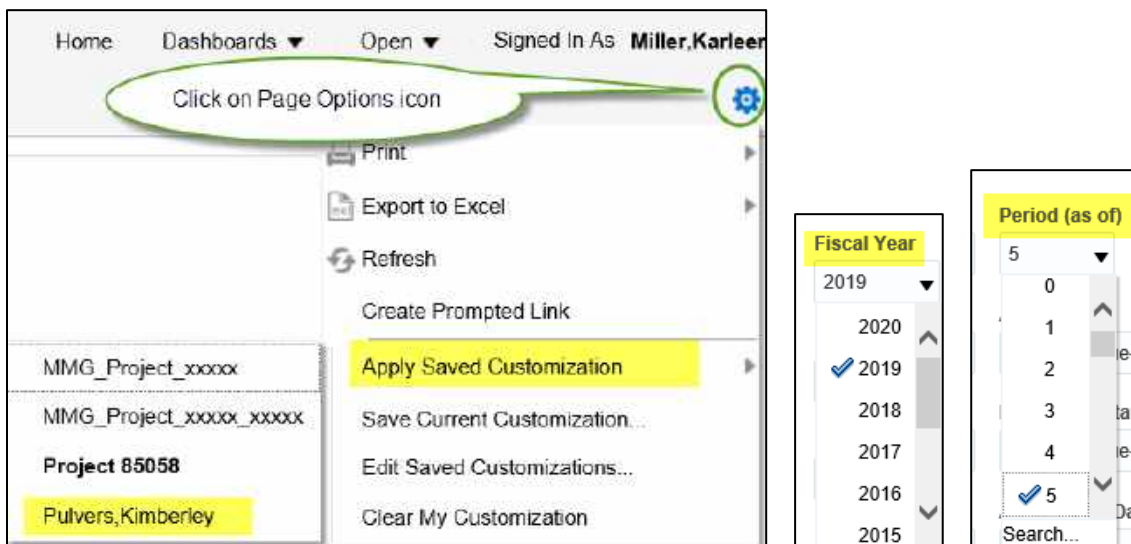 Home Dashboards ▼ Open ▼ Signed In As Miller,Karleen
Click on Page Options icon
Print
Export to Excel
Refresh
Create Prompted Link
Apply Saved Customization
Save Current Customization...
Edit Saved Customizations...
Clear My Customization
MMG_Project_xxxxx
MMG_Project_xxxxx_xxxxx
Project 85058
Pulvers,Kimberley
Fiscal Year
2019
2020
2019
2018
2017
2016
2015
Period (as of)
5
0
1
2
3
4
5
Search...